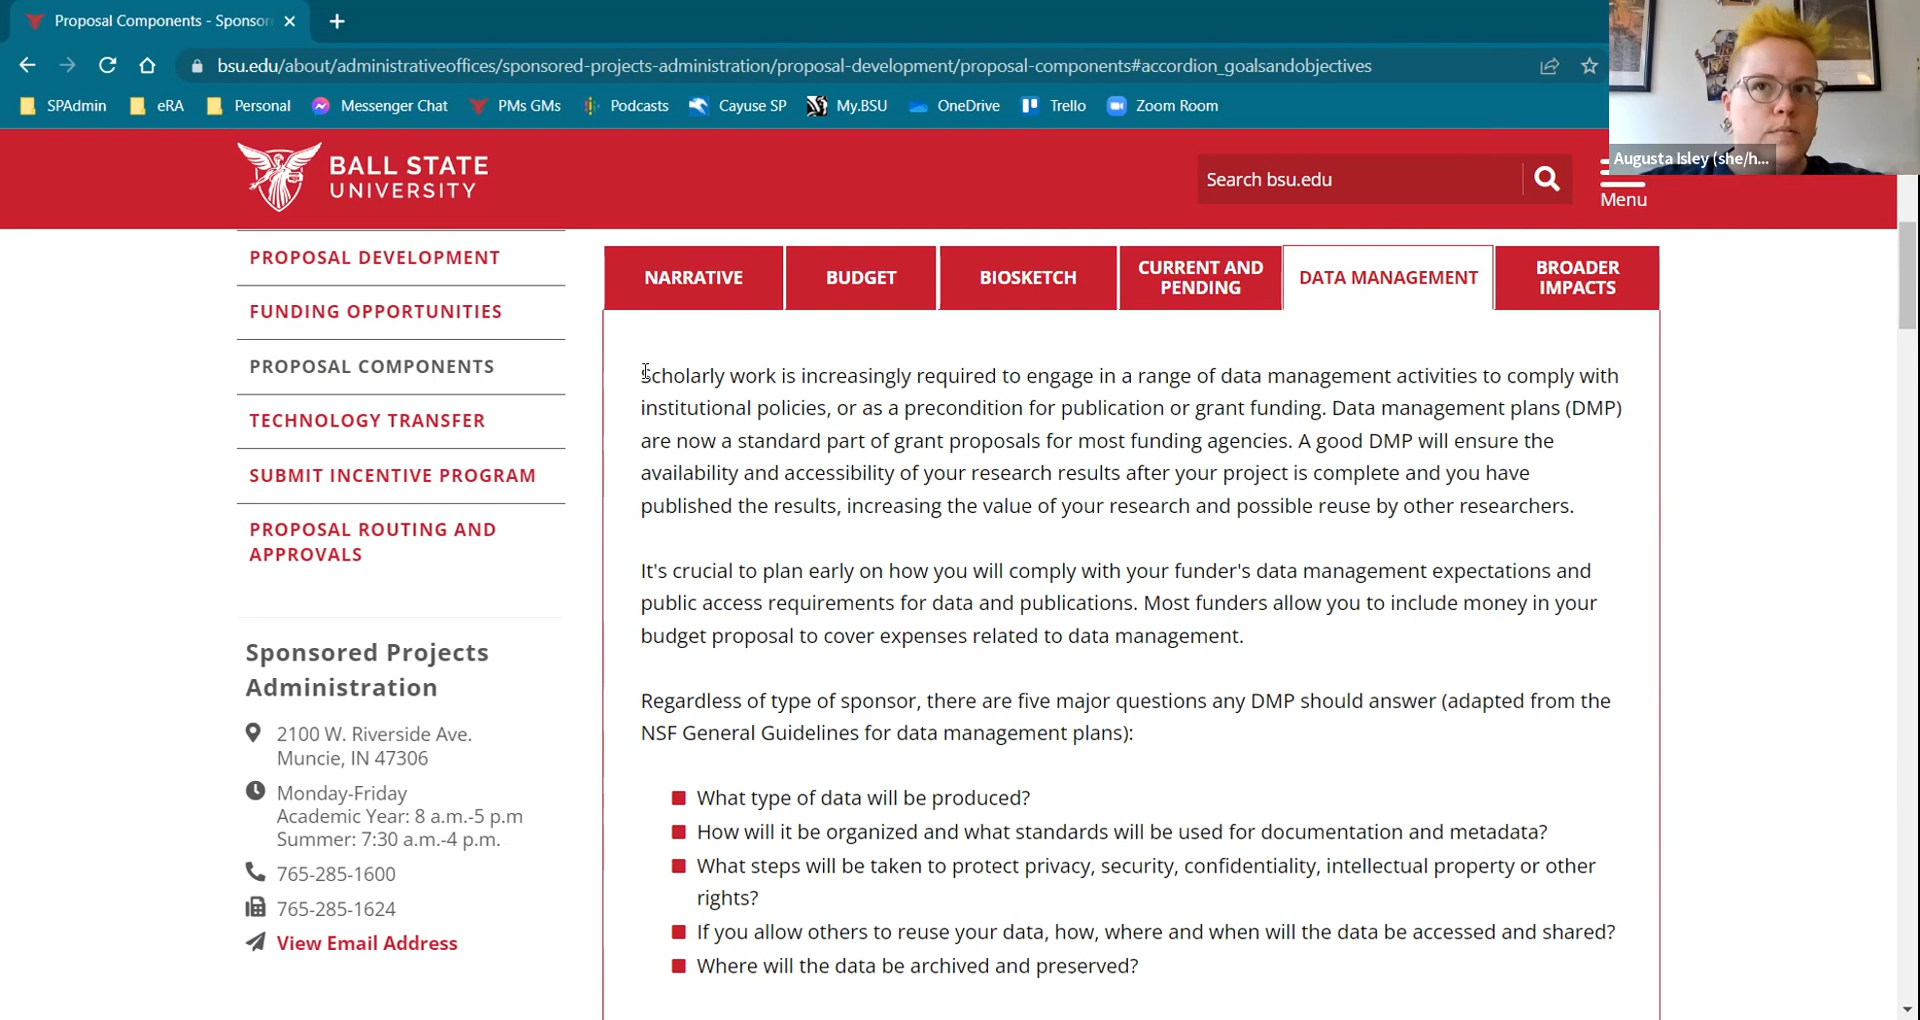 Proposal Components - Sponsor
bsu.edu/about/administrativeoffices/sponsored-projects-administration/proposal-development/proposal-components#accordion_goalsandobjectives
SPAdmin eRA Personal Messenger Chat PMs GMs Podcasts Cayuse SP My.BSU OneDrive Trello Zoom Room
Augusta Isley (she/h...
BALL STATE
UNIVERSITY
Search bsu.edu
Menu
PROPOSAL DEVELOPMENT
FUNDING OPPORTUNITIES
PROPOSAL COMPONENTS
TECHNOLOGY TRANSFER
SUBMIT INCENTIVE PROGRAM
PROPOSAL ROUTING AND
APPROVALS
Sponsored Projects
Administration
2100 W. Riverside Ave.
Muncie, IN 47306
Monday-Friday
Academic Year: 8 a.m.-5 p.m
Summer: 7:30 a.m.-4 p.m.
765-285-1600
765-285-1624
View Email Address
NARRATIVE
BUDGET
BIOSKETCH
CURRENT AND
PENDING
DATA MANAGEMENT
BROADER
IMPACTS
Scholarly work is increasingly required to engage in a range of data management activities to comply with
institutional policies, or as a precondition for publication or grant funding. Data management plans (DMP)
are now a standard part of grant proposals for most funding agencies. A good DMP will ensure the
availability and accessibility of your research results after your project is complete and you have
published the results, increasing the value of your research and possible reuse by other researchers.
It's crucial to plan early on how you will comply with your funder's data management expectations and
public access requirements for data and publications. Most funders allow you to include money in your
budget proposal to cover expenses related to data management.
Regardless of type of sponsor, there are five major questions any DMP should answer (adapted from the
NSF General Guidelines for data management plans):
What type of data will be produced?
How will it be organized and what standards will be used for documentation and metadata?
What steps will be taken to protect privacy, security, confidentiality, intellectual property or other
rights?
If you allow others to reuse your data, how, where and when will the data be accessed and shared?
Where will the data be archived and preserved?